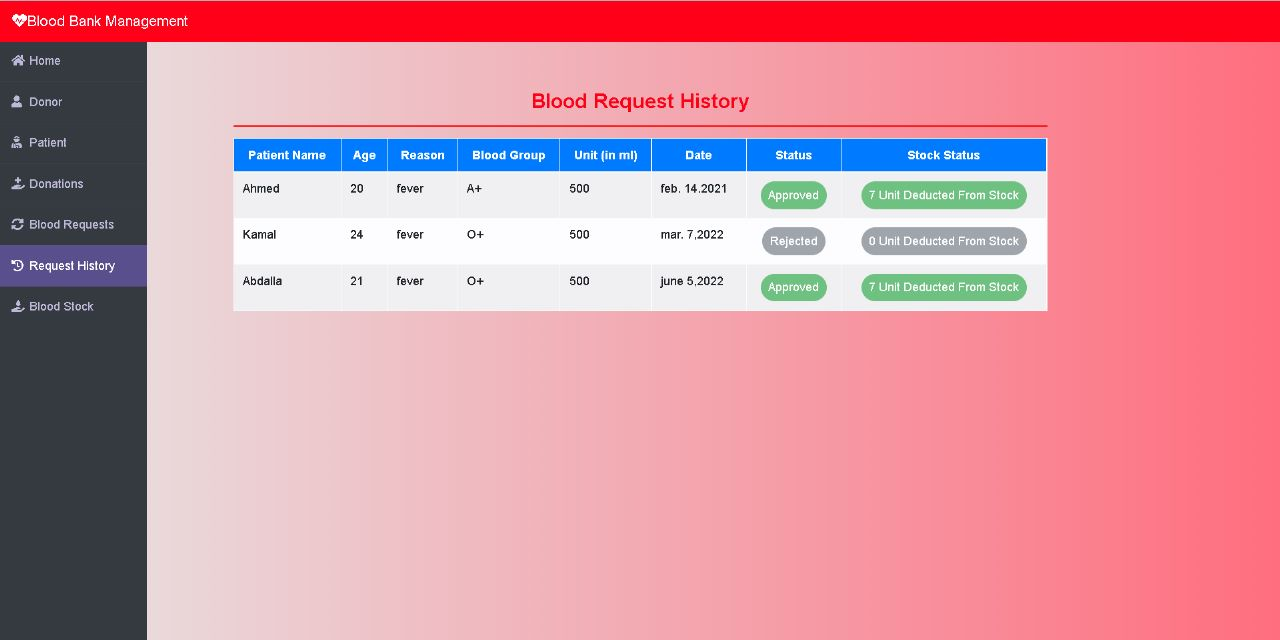 Blood Bank Management
Home
Donor
Patient
Donations
Blood Requests
Request History
Blood Stock
Blood Request History
Patient Name Age Reason Blood Group Unit (in ml) Date Status Stock Status
Ahmed 20 fever A+ 500 feb. 14.2021 Approved 7 Unit Deducted From Stock
Kamal 24 fever O+ 500 mar. 7,2022 Rejected 0 Unit Deducted From Stock
Abdalla 21 fever O+ 500 june 5,2022 Approved 7 Unit Deducted From Stock